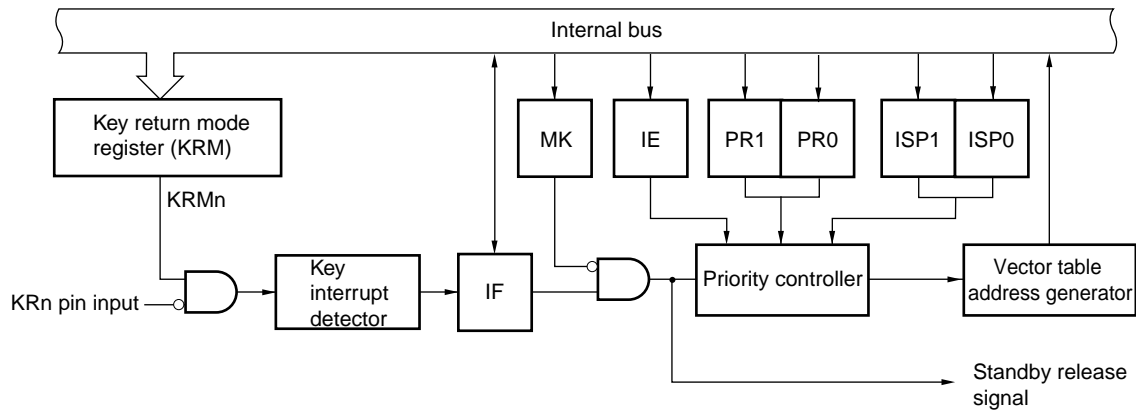 Internal bus
Key return mode
register (KRM)
MK
IE
PR1
PR0
ISP1
ISP0
KRMn
KRn pin input
Key
interrupt
detector
IF
Priority controller
Vector table
address generator
Standby release
signal